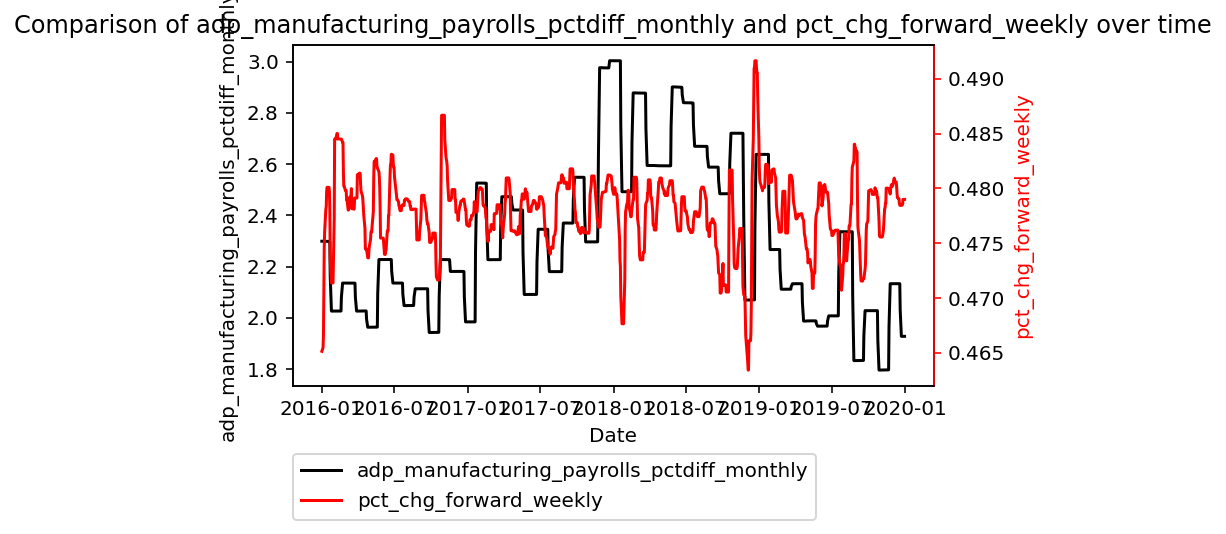 Comparison of adp_manufacturing_payrolls_pctdiff_monthly and pct_chg_forward_weekly over time
adp_manufacturing_payrolls_pctdiff_monthly
3.0
2.8
2.6
2.4
2.2
2.0
1.8
0.490
0.485
0.480
0.475
0.470
0.465
pct_chg_forward_weekly
2016-01 2016-07 2017-01 2017-07 2018-01 2018-07 2019-01 2019-07 2020-01
Date
adp_manufacturing_payrolls_pctdiff_monthly
pct_chg_forward_weekly